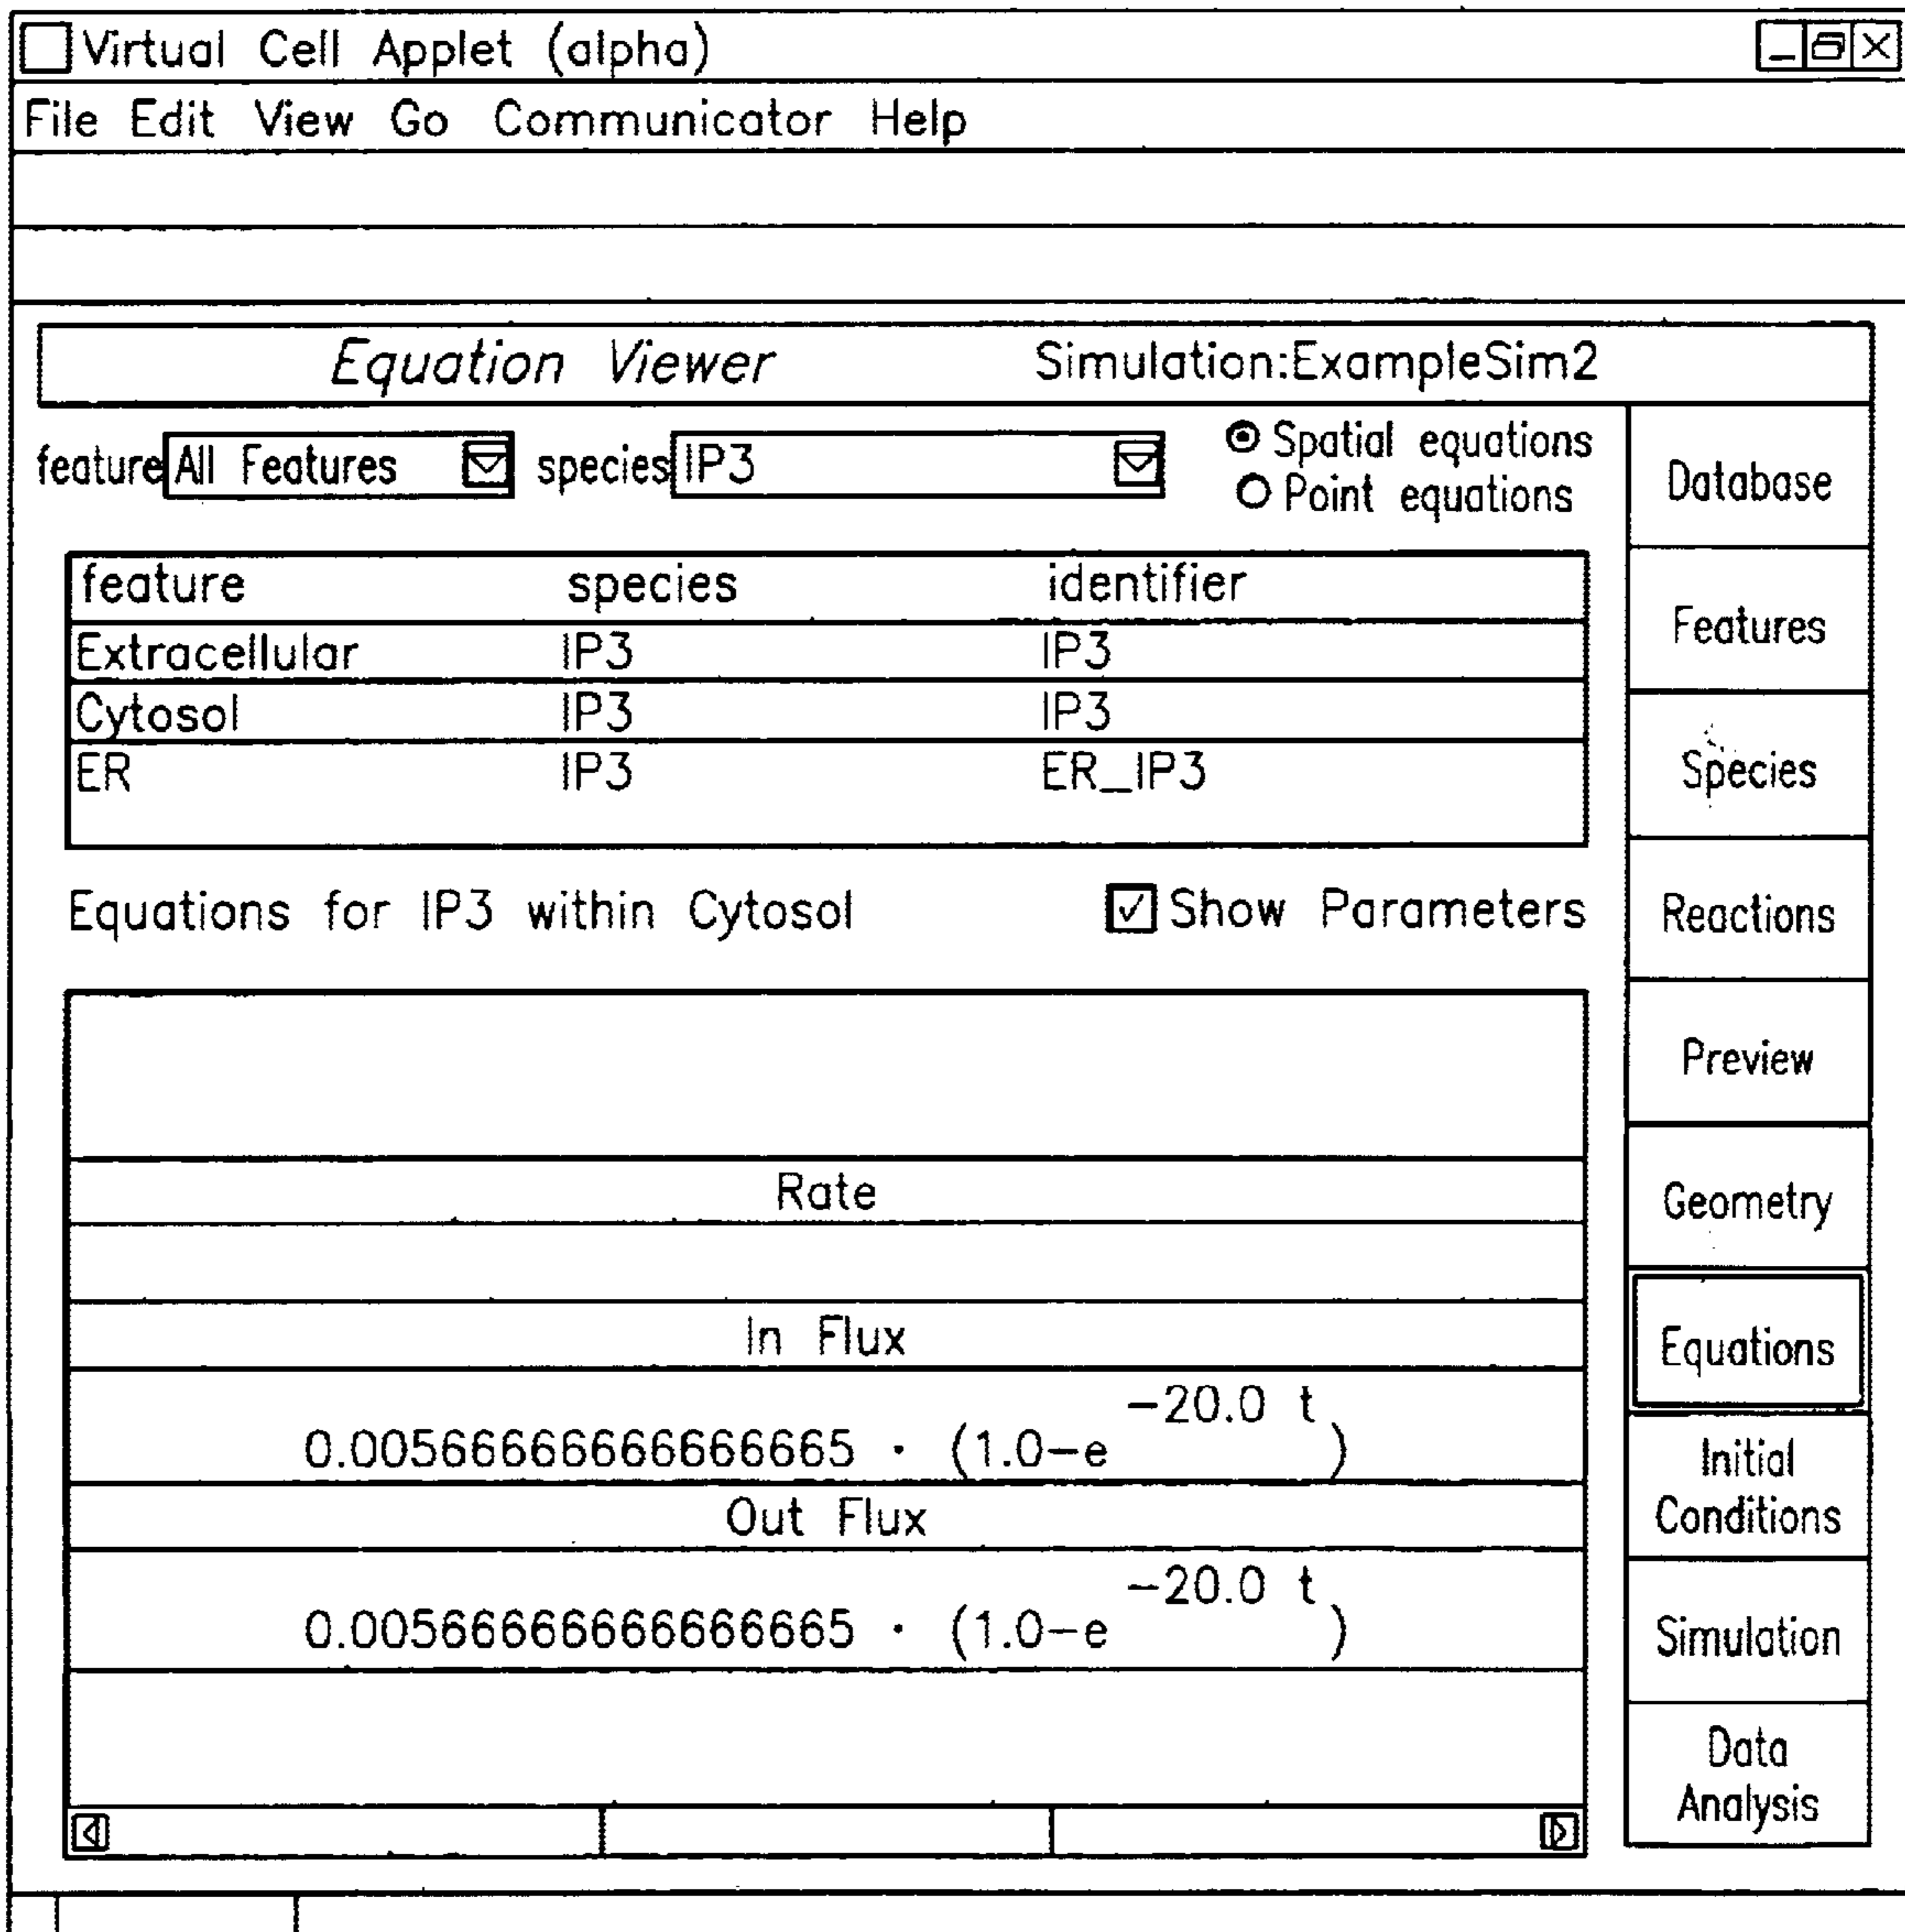 Virtual Cell Applet (alpha)
File Edit View Go Communicator Help
Equation Viewer Simulation:ExampleSim2
feature All Features species IP3
Spatial equations
Point equations
feature species identifier
Extracellular IP3 IP3
Cytosol IP3 IP3
ER IP3 ER_IP3
Equations for IP3 within Cytosol Show Parameters
Rate
In Flux
-20.0 t
0.00566666666666665 · (1.0-e )
Out Flux
-20.0 t
0.00566666666666665 · (1.0-e )
Database
Features
Species
Reactions
Preview
Geometry
Equations
Initial
Conditions
Simulation
Data
Analysis